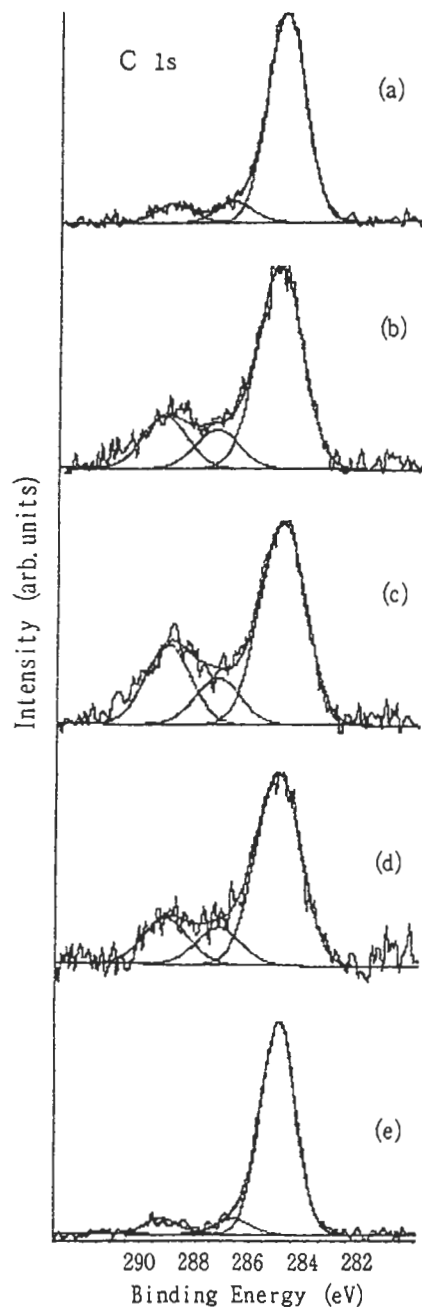 C 1s
(a)
(b)
(c)
(d)
(e)
Intensity (arb.units)
290 288 286 284 282
Binding Energy (eV)